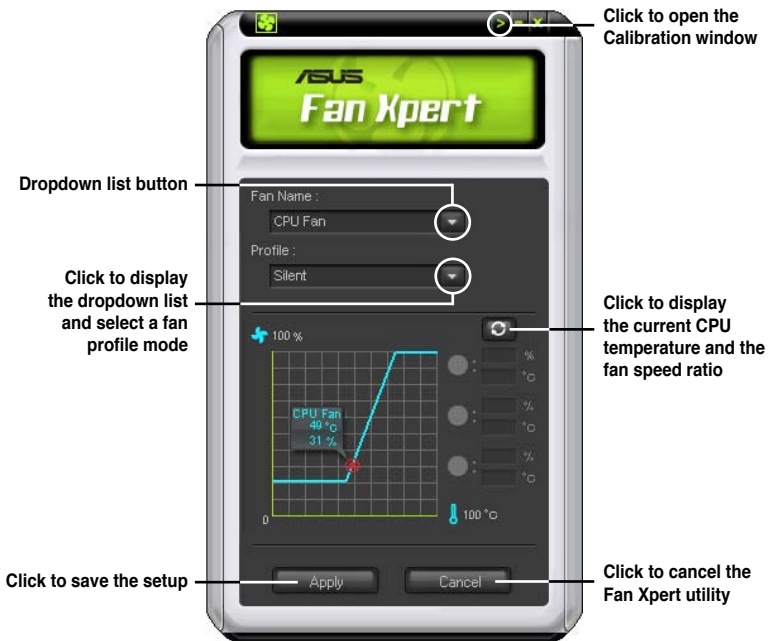 Click to open the
Calibration window
> - x
ASUS
Fan Xpert
Dropdown list button
Fan Name :
CPU Fan
Profile :
Silent
Click to display
the dropdown list
and select a fan
profile mode
Click to display
the current CPU
temperature and the
fan speed ratio
100 %
: %
°C
: %
°C
: %
°C
CPU Fan
49 °C
31 %
0
100 °C
Click to save the setup
Apply
Cancel
Click to cancel the
Fan Xpert utility